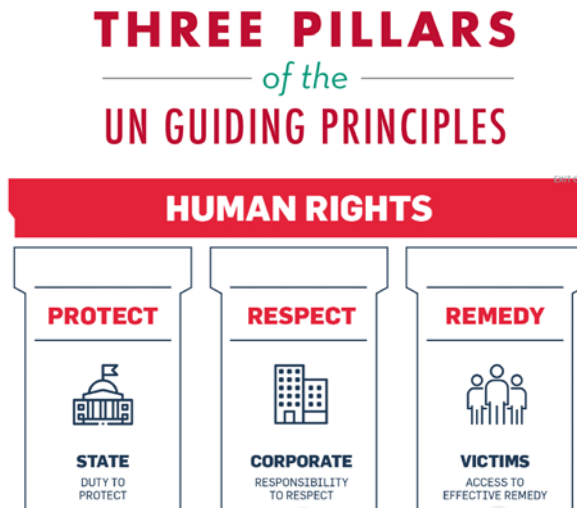 THREE PILLARS
of the
UN GUIDING PRINCIPLES
HUMAN RIGHTS
PROTECT
STATE
DUTY TO
PROTECT
RESPECT
CORPORATE
RESPONSIBILITY
TO RESPECT
REMEDY
VICTIMS
ACCESS TO
EFFECTIVE REMEDY